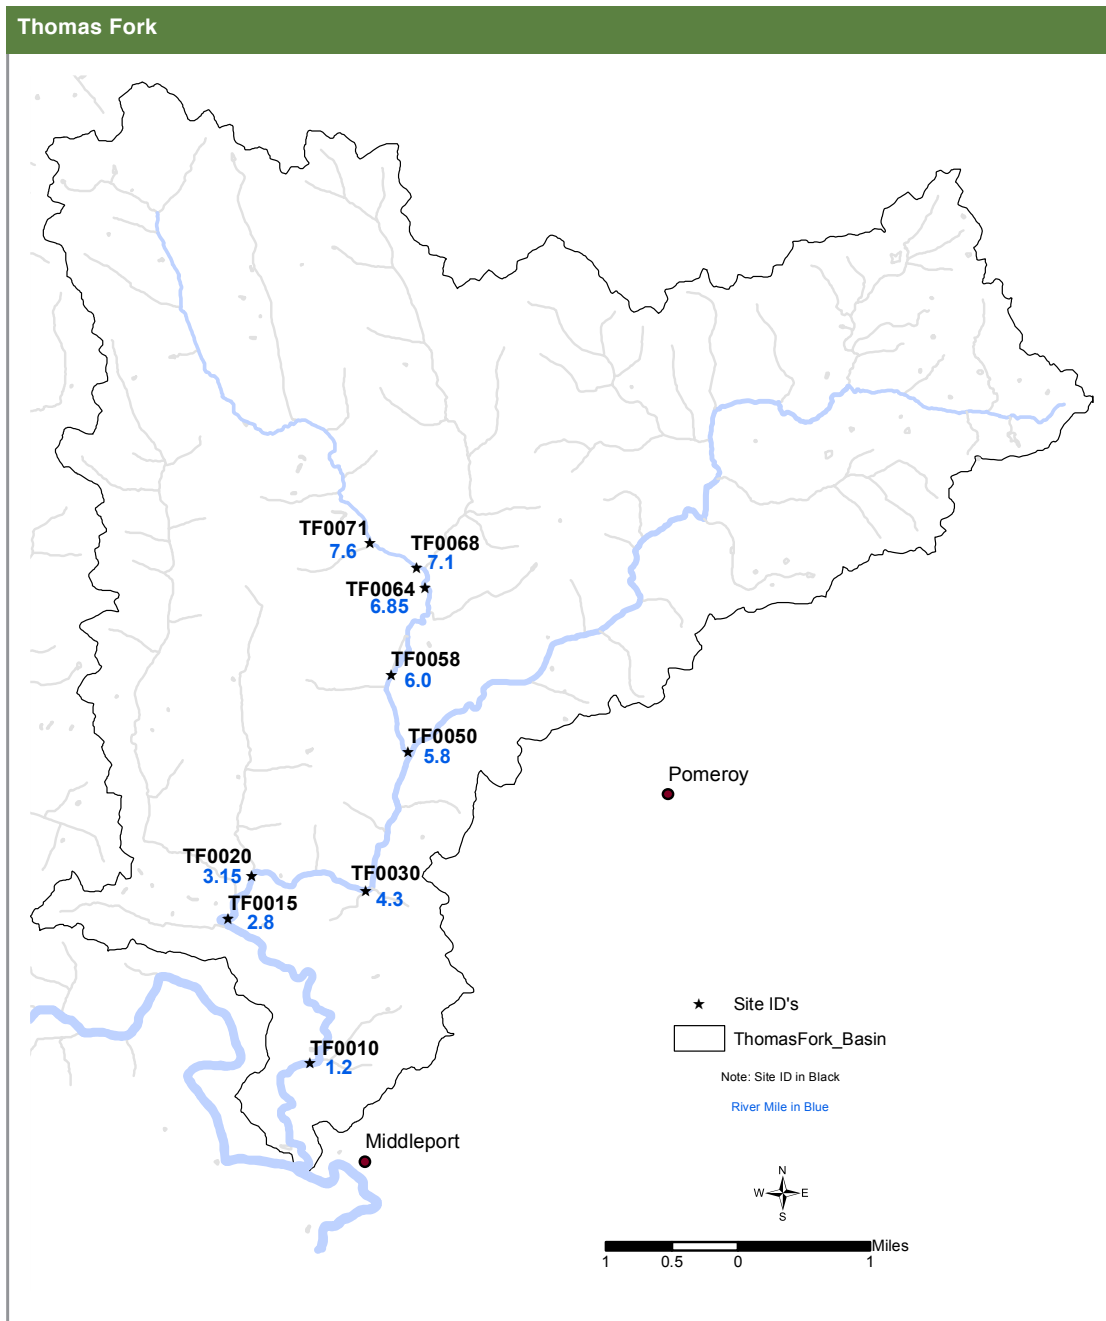 Thomas Fork
TF0071
7.6
TF0068
7.1
TF0064
6.85
TF0058
6.0
TF0050
5.8
Pomeroy
TF0020
3.15
TF0030
4.3
TF0015
2.8
TF0010
1.2
Middleport
Site ID's
ThomasFork_Basin
Note: Site ID in Black
River Mile in Blue
N
W E
S
Miles
1 0.5 0 1